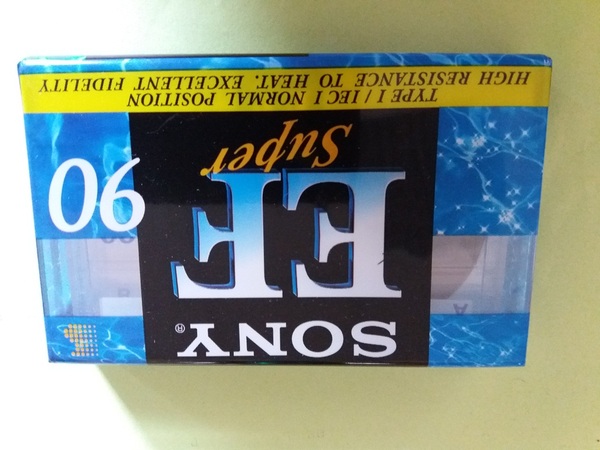 SONY®
A
EF
90
Super
TYPE I / IEC I NORMAL POSITION
HIGH RESISTANCE TO HEAT. EXCELLENT FIDELITY